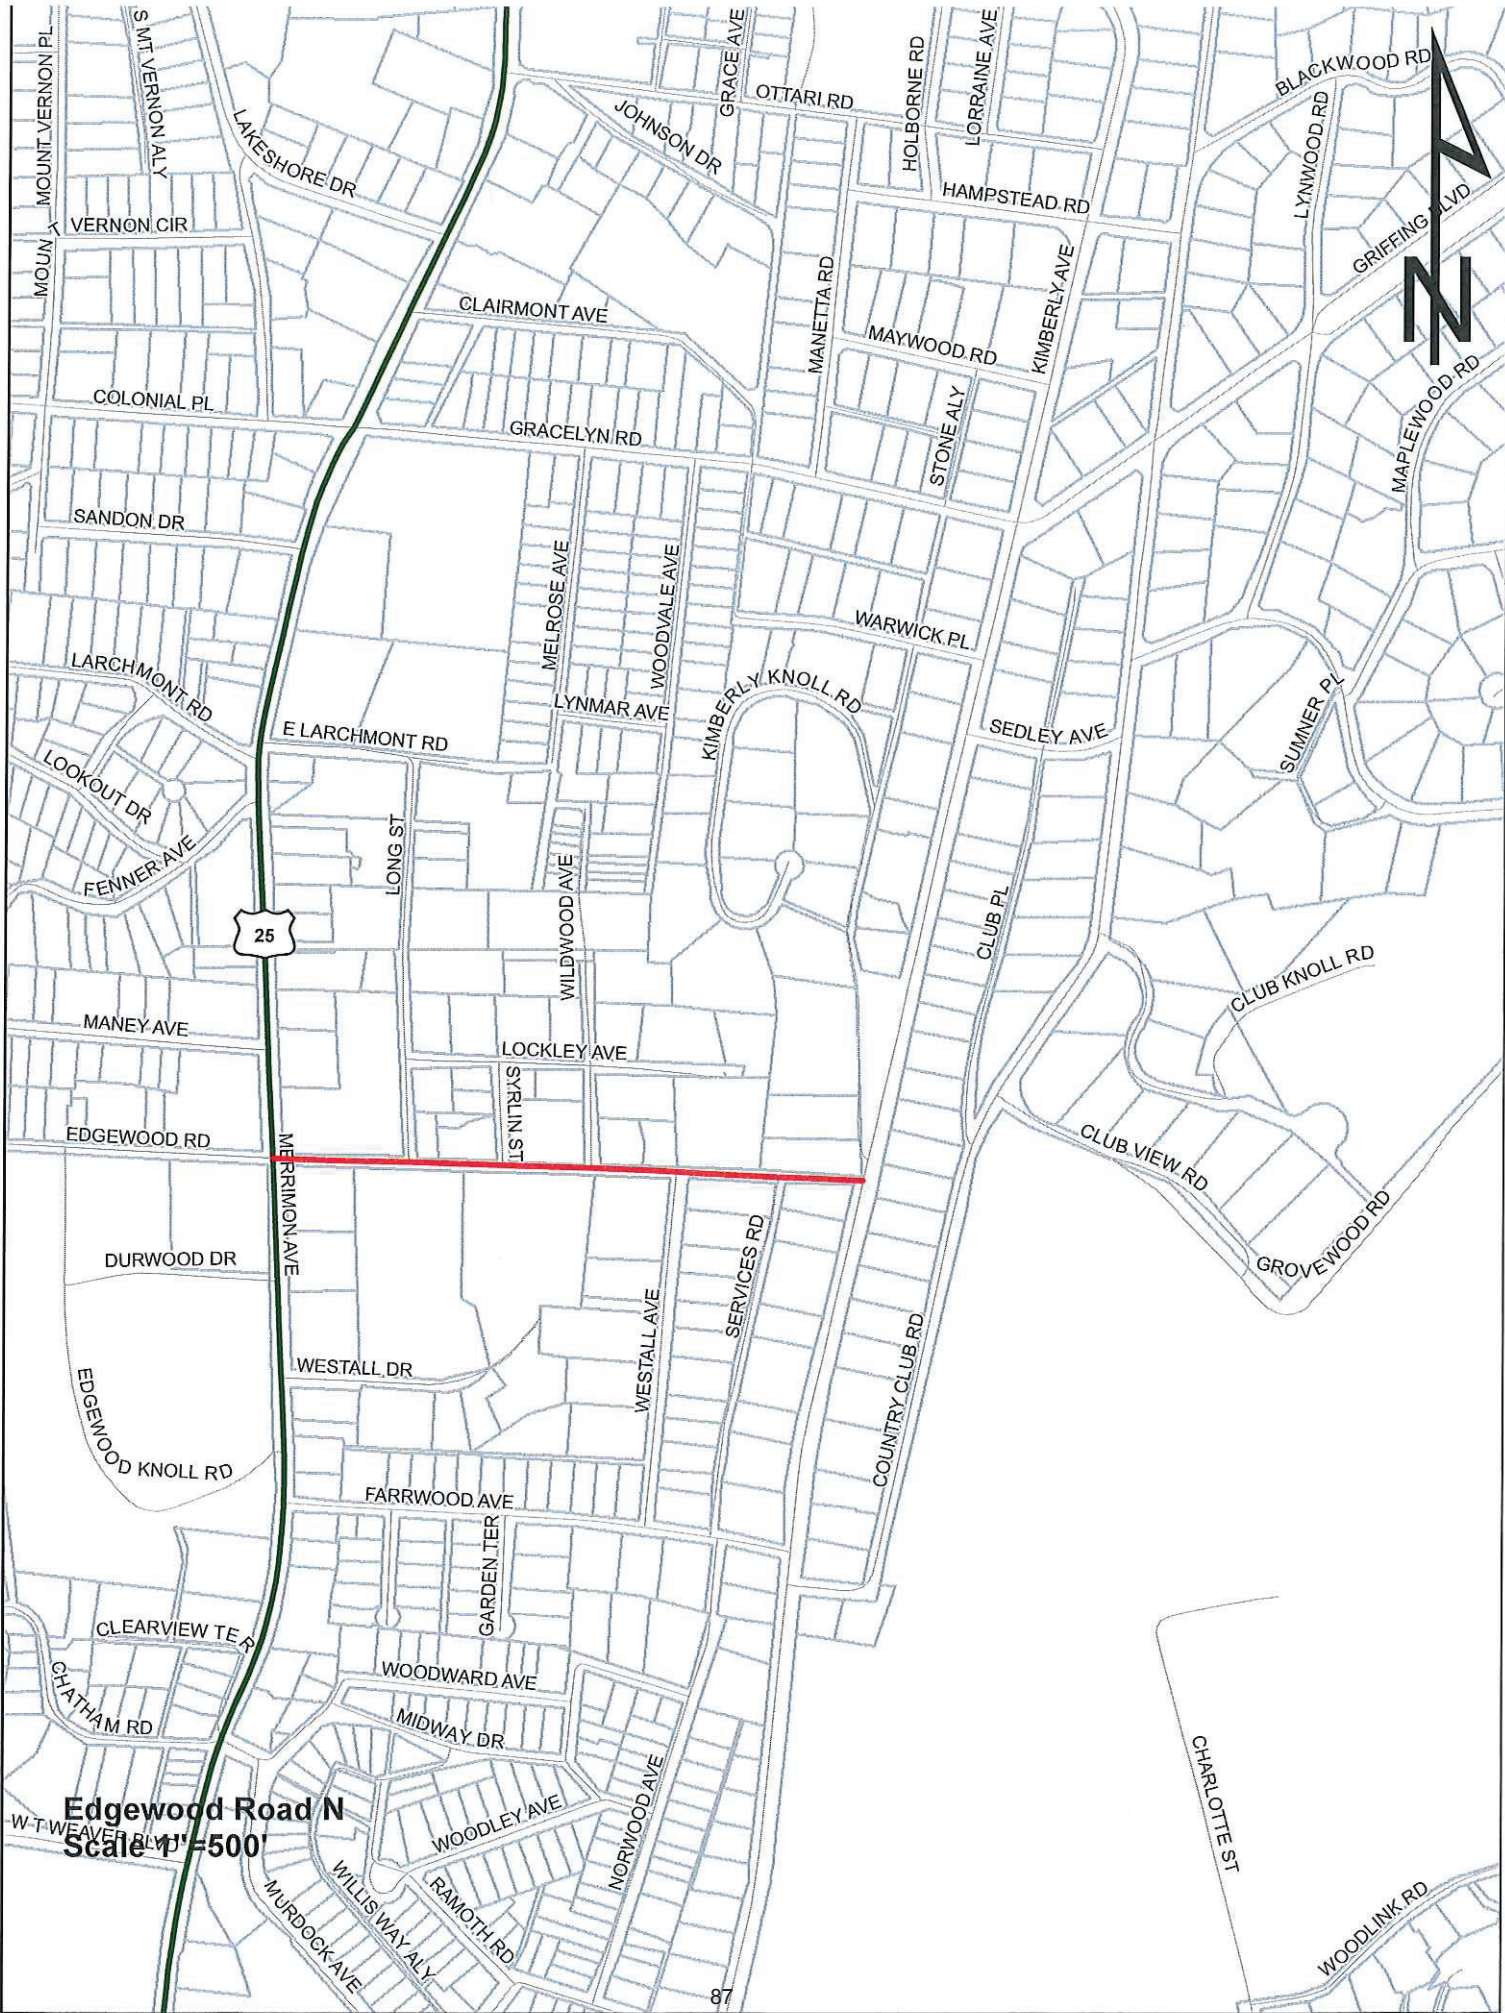 MOUNT VERNON PL
S MT VERNON ALY
LAKESHORE DR
GRACE AVE
OTTARI RD
JOHNSON DR
HOLBORNE RD
LORRAINE AVE
BLACKWOOD RD
LYNWOOD RD
HAMPSTEAD RD
GRIFFING BLVD
N
MOUNT VERNON CIR
MANETTA RD
KIMBERLY AVE
CLAIRMONT AVE
MAYWOOD RD
STONE ALY
MAPLEWOOD RD
COLONIAL PL
GRACELYN RD
SANDON DR
MELROSE AVE
WOODVALE AVE
WARWICK PL
LARCHMONT RD
LYNMAR AVE
KIMBERLY KNOLL RD
SEDLEY AVE
SUMNER PL
E LARCHMONT RD
LOOKOUT DR
LONG ST
FENNER AVE
WILDWOOD AVE
CLUB PL
25
CLUB KNOLL RD
MANEY AVE
LOCKLEY AVE
SYRLIN ST
EDGEWOOD RD
MERRIMON AVE
CLUB VIEW RD
GROVEWOOD RD
DURWOOD DR
SERVICES RD
WESTALL AVE
WESTALL DR
COUNTRY CLUB RD
EDGEWOOD KNOLL RD
FARRWOOD AVE
GARDEN TER
CLEARVIEW TER
CHATHAM RD
WOODWARD AVE
MIDWAY DR
NORWOOD AVE
CHARLOTTE ST
Edgewood Road N
W T WEAVER BLVD
Scale 1"=500'
WOODLEY AVE
WILLIS WAY ALY
RAMOTH RD
MURDOCK AVE
WOODLINK RD
87